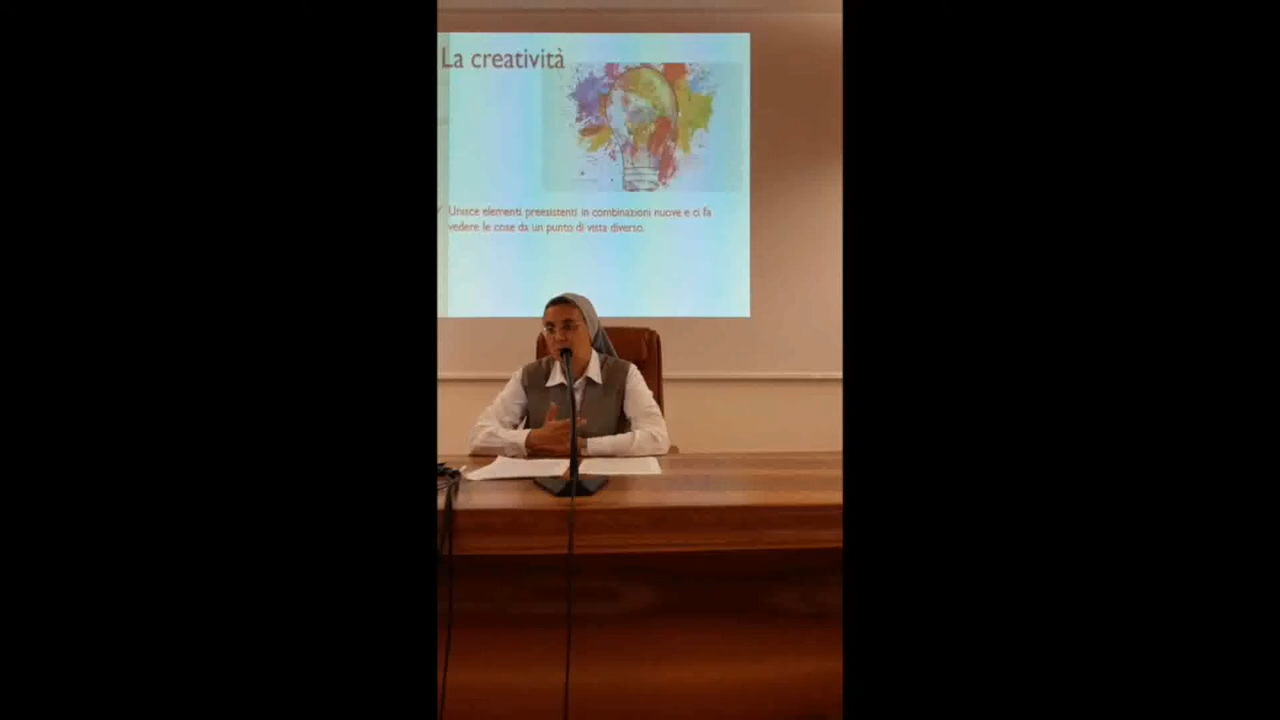 La creatività
Unisce elementi preesistenti in combinazioni nuove e ci fa
vedere le cose da un punto di vista diverso.